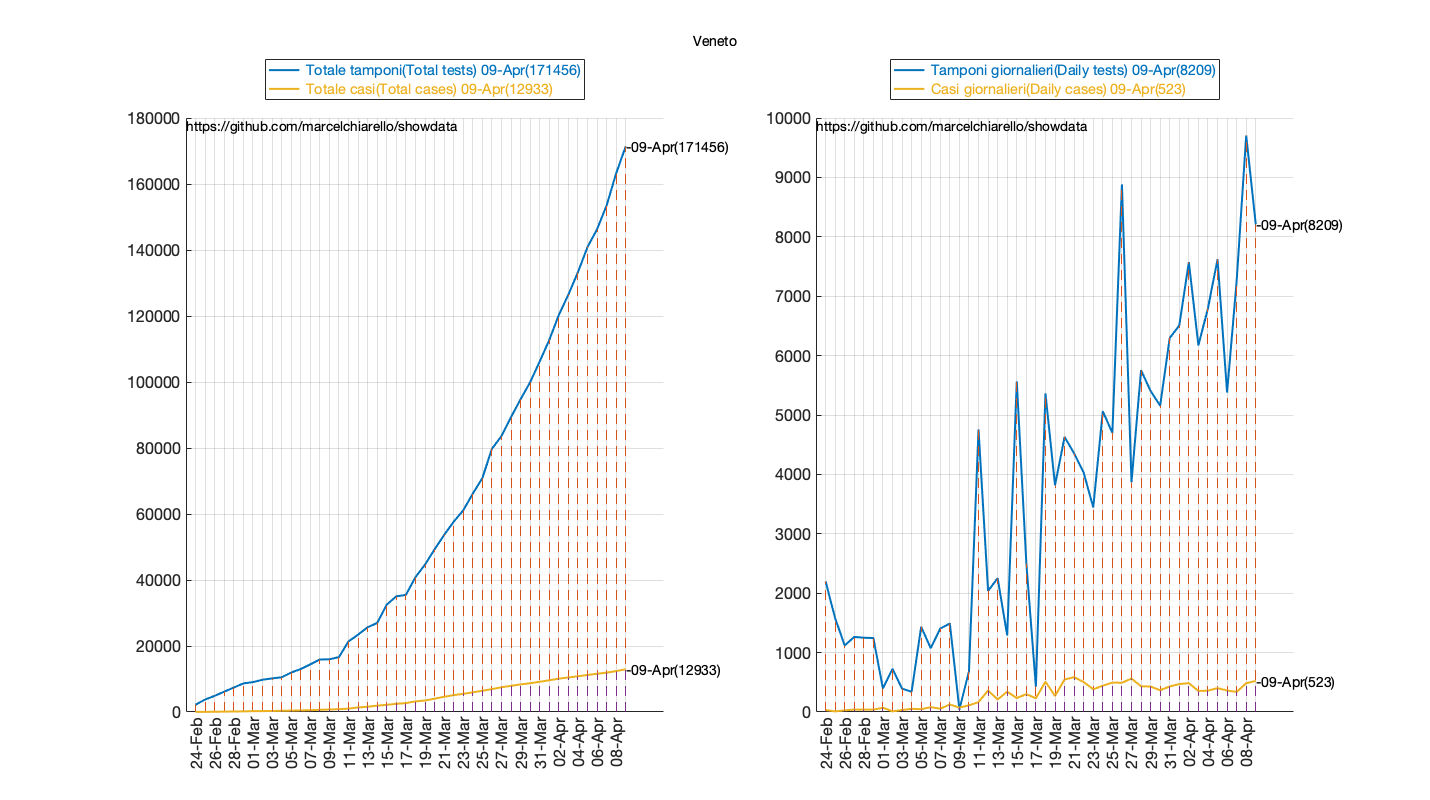 Veneto
Totale tamponi(Total tests) 09-Apr(171456)
Totale casi(Total cases) 09-Apr(12933)
180000
160000
140000
120000
100000
80000
60000
40000
20000
0
https://github.com/marcelchiarello/showdata
-09-Apr(171456)
-09-Apr(12933)
24-Feb
26-Feb
28-Feb
01-Mar
03-Mar
05-Mar
07-Mar
09-Mar
11-Mar
13-Mar
15-Mar
17-Mar
19-Mar
21-Mar
23-Mar
25-Mar
27-Mar
29-Mar
31-Mar
02-Apr
04-Apr
06-Apr
08-Apr
Tamponi giornalieri(Daily tests) 09-Apr(8209)
Casi giornalieri(Daily cases) 09-Apr(523)
10000
9000
8000
7000
6000
5000
4000
3000
2000
1000
0
https://github.com/marcelchiarello/showdata
-09-Apr(8209)
-09-Apr(523)
24-Feb
26-Feb
28-Feb
01-Mar
03-Mar
05-Mar
07-Mar
09-Mar
11-Mar
13-Mar
15-Mar
17-Mar
19-Mar
21-Mar
23-Mar
25-Mar
27-Mar
29-Mar
31-Mar
02-Apr
04-Apr
06-Apr
08-Apr